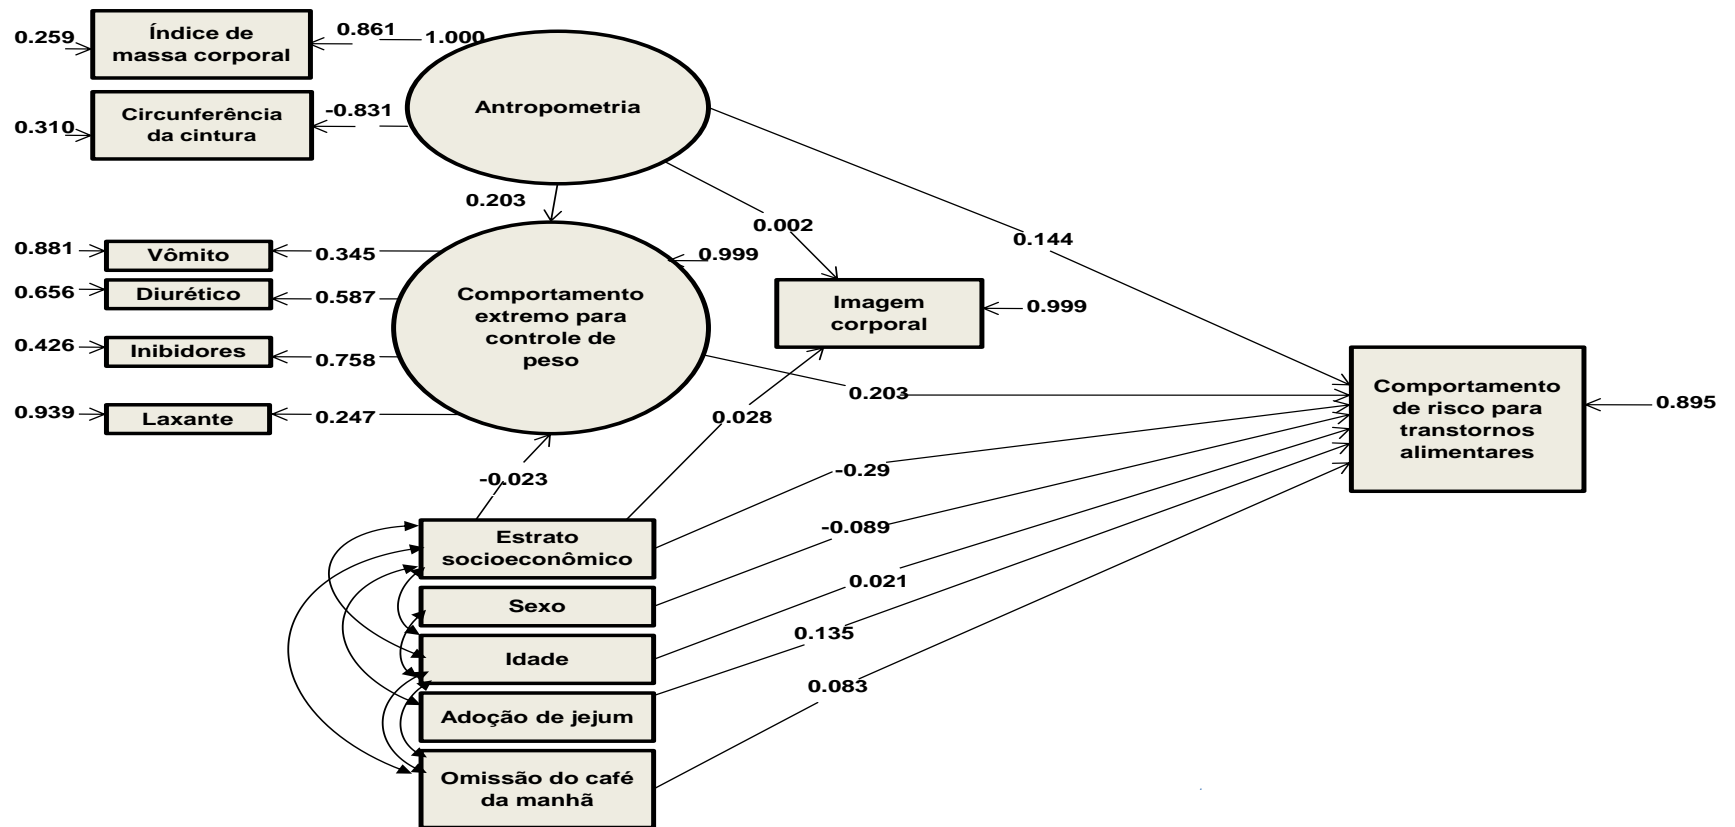 0.259
Índice de
massa corporal
0.861
1.000
Antropometria
0.310
Circunferência
da cintura
-0.831
0.203
0.002
0.144
0.881
Vômito
0.345
0.999
0.656
Diurético
0.587
Comportamento
extremo para
controle de
peso
Imagem
corporal
0.999
0.426
Inibidores
0.758
0.939
Laxante
0.247
0.203
0.028
Comportamento
de risco para
transtornos
alimentares
0.895
-0.023
-0.29
Estrato
socioeconômico
-0.089
Sexo
0.021
Idade
0.135
Adoção de jejum
0.083
Omissão do café
da manhã